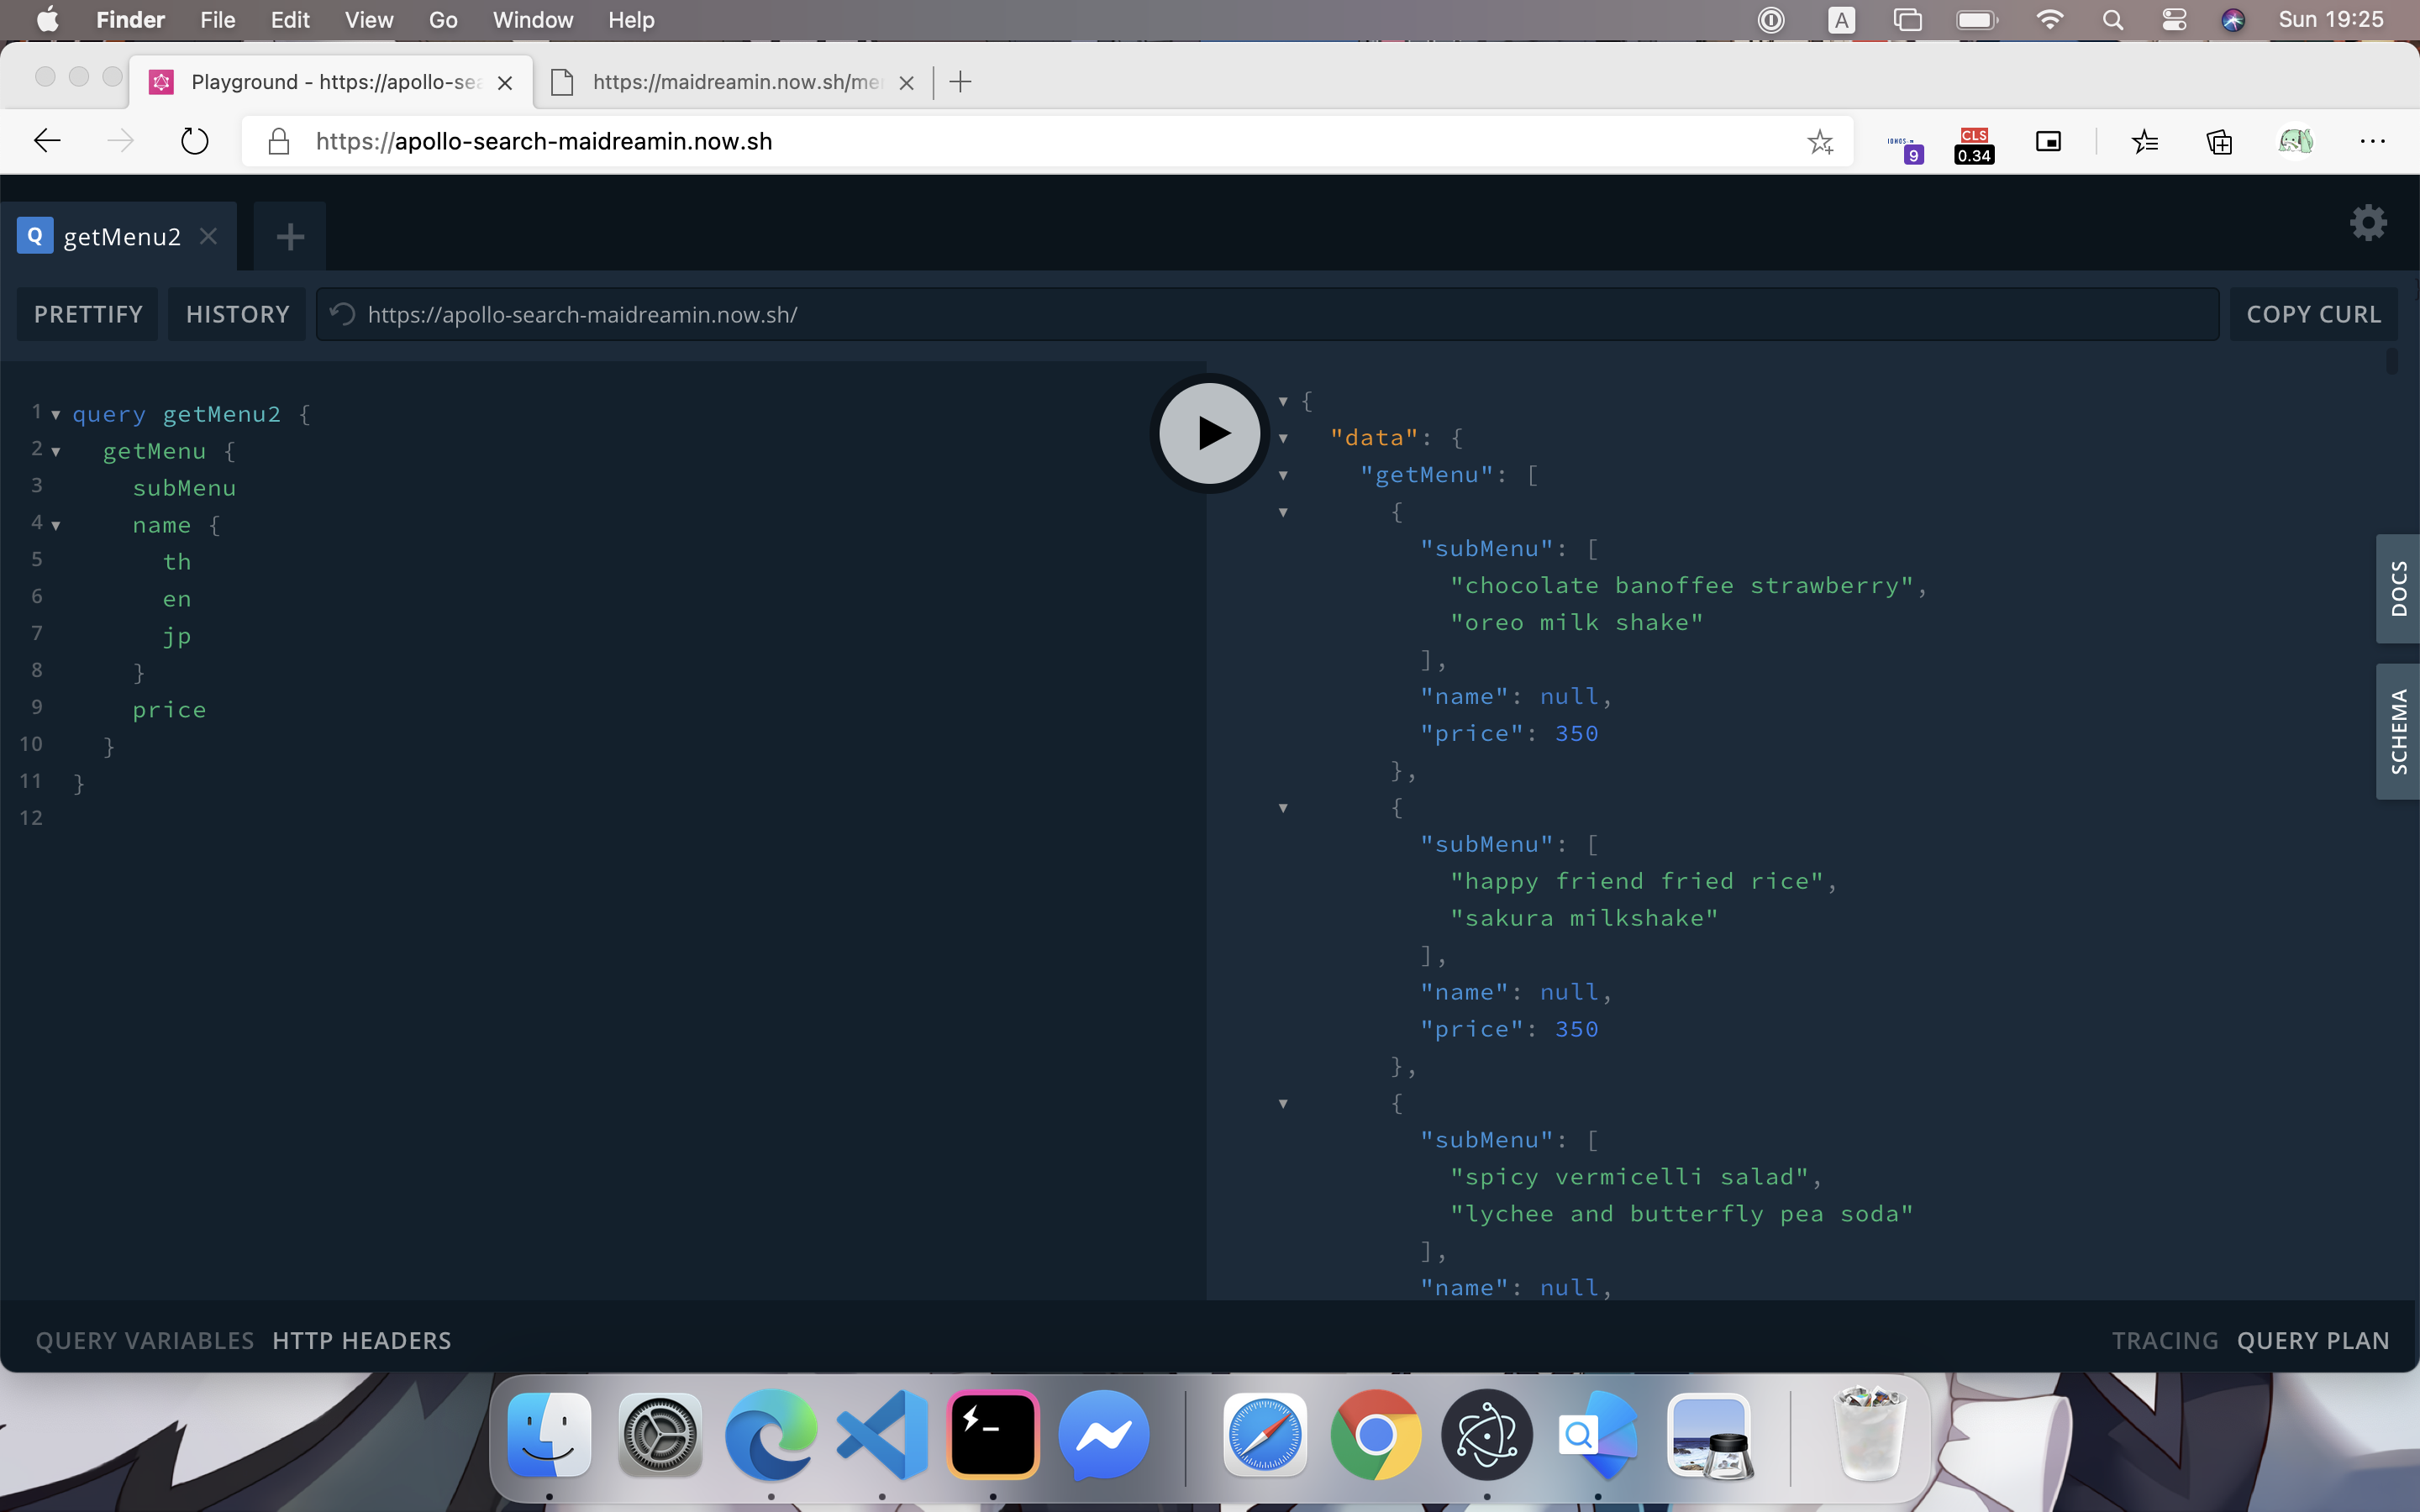 Finder File Edit View Go Window Help A Sun 19:25
Playground - https://apollo-sea https://maidreamin.now.sh/me
https://apollo-search-maidreamin.now.sh 9 CLS 0.34
Q getMenu2
PRETTIFY HISTORY https://apollo-search-maidreamin.now.sh/ COPY CURL
1 query getMenu2 {
2 getMenu {
3 subMenu
4 name {
5 th
6 en
7 jp
8 }
9 price
10 }
11 }
12
{
"data": {
"getMenu": [
{
"subMenu": [
"chocolate banoffee strawberry",
"oreo milk shake"
],
"name": null,
"price": 350
},
{
"subMenu": [
"happy friend fried rice",
"sakura milkshake"
],
"name": null,
"price": 350
},
{
"subMenu": [
"spicy vermicelli salad",
"lychee and butterfly pea soda"
],
"name": null,
DOCS
SCHEMA
QUERY VARIABLES HTTP HEADERS TRACING QUERY PLAN